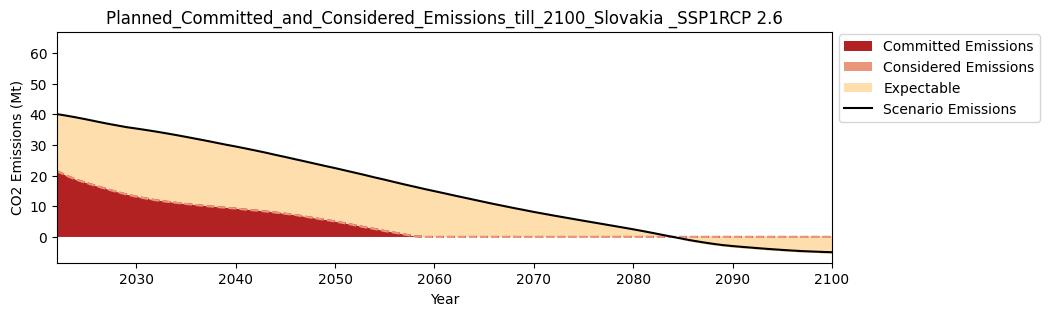 Planned_Committed_and_Considered_Emissions_till_2100_Slovakia _SSP1RCP 2.6
Committed Emissions
Considered Emissions
Expectable
Scenario Emissions
CO2 Emissions (Mt)
60
50
40
30
20
10
0
2030 2040 2050 2060 2070 2080 2090 2100
Year